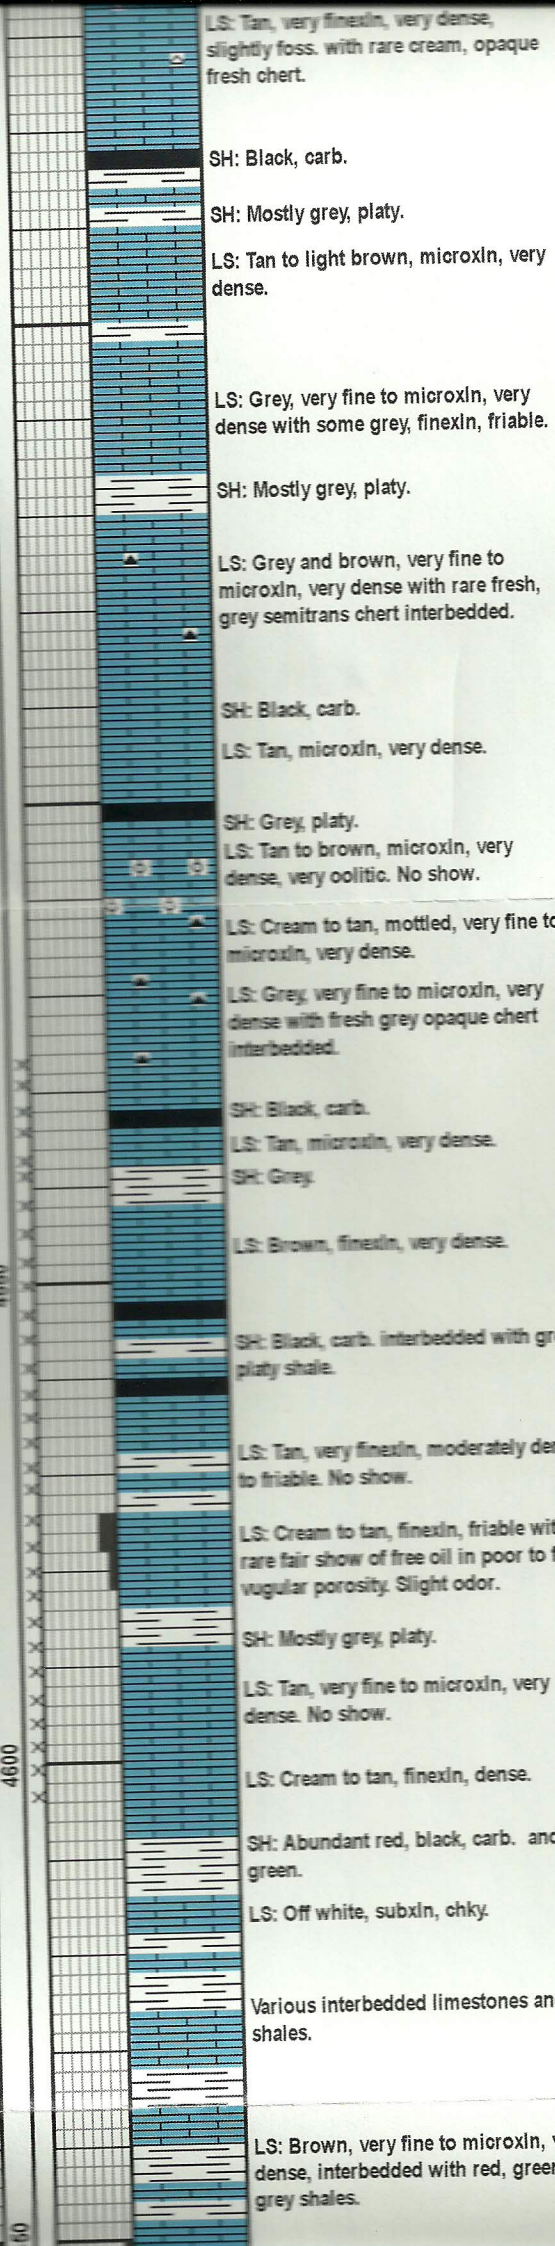 LS: Tan, very finexln, very dense,
slightly foss. with rare cream, opaque
fresh chert.
SH: Black, carb.
SH: Mostly grey, platy.
LS: Tan to light brown, microxln, very
dense.
LS: Grey, very fine to microxln, very
dense with some grey, finexln, friable.
SH: Mostly grey, platy.
LS: Grey and brown, very fine to
microxln, very dense with rare fresh,
grey semitrans chert interbedded.
SH: Black, carb.
LS: Tan, microxln, very dense.
SH: Grey, platy.
LS: Tan to brown, microxln, very
dense, very oolitic. No show.
LS: Cream to tan, mottled, very fine to
microxln, very dense.
LS: Grey, very fine to microxln, very
dense with fresh grey opaque chert
interbedded.
SH: Black, carb.
LS: Tan, microxln, very dense.
SH: Grey.
LS: Brown, finexln, very dense.
SH: Black, carb. interbedded with
platy shale.
LS: Tan, very finexln, moderately
to friable. No show.
LS: Cream to tan, finexln, friable
rare fair show of free oil in poor to
vugular porosity. Slight odor.
SH: Mostly grey, platy.
LS: Tan, very fine to microxln, very
dense. No show.
4600
LS: Cream to tan, finexln, dense.
SH: Abundant red, black, carb. and
green.
LS: Off white, subxln, chky.
Various interbedded limestones
shales.
LS: Brown, very fine to microxln,
dense, interbedded with red,
grey shales.
50